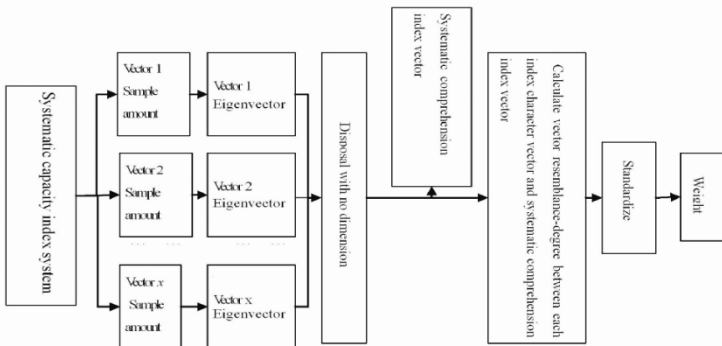 Systematic capacity index system
Vector 1
Sample
amount
Vector 1
Eigenvector
Vector 2
Sample
amount
Vector 2
Eigenvector
... ...
... ...
Vector x
Sample
amount
Vector x
Eigenvector
Disposal with no dimension
Systematic comprehension
index vector
Calculate vector resemblance-degree between each
index character vector and systematic comprehension
index vector
Standardize
Weight